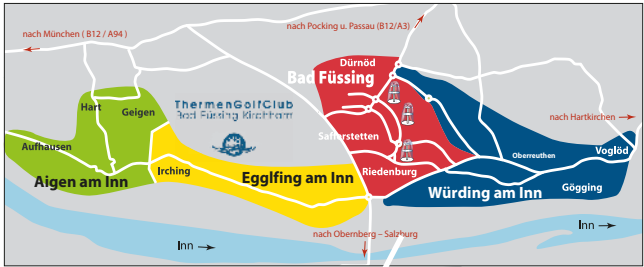 nach Pocking u. Passau (B12/A3)
nach München ( B12 / A94 )
Dürnöd
Bad Füssing
ThermenGolfClub
Bad Füssing Kirchham
Hart
Geigen
nach Hartkirchen
Safferstetten
Aufhausen
Oberreuthen
Voglöd
Irching
Egglfing am Inn
Riedenburg
Aigen am Inn
Würding am Inn
Gögging
nach Obernberg – Salzburg
Inn
Inn